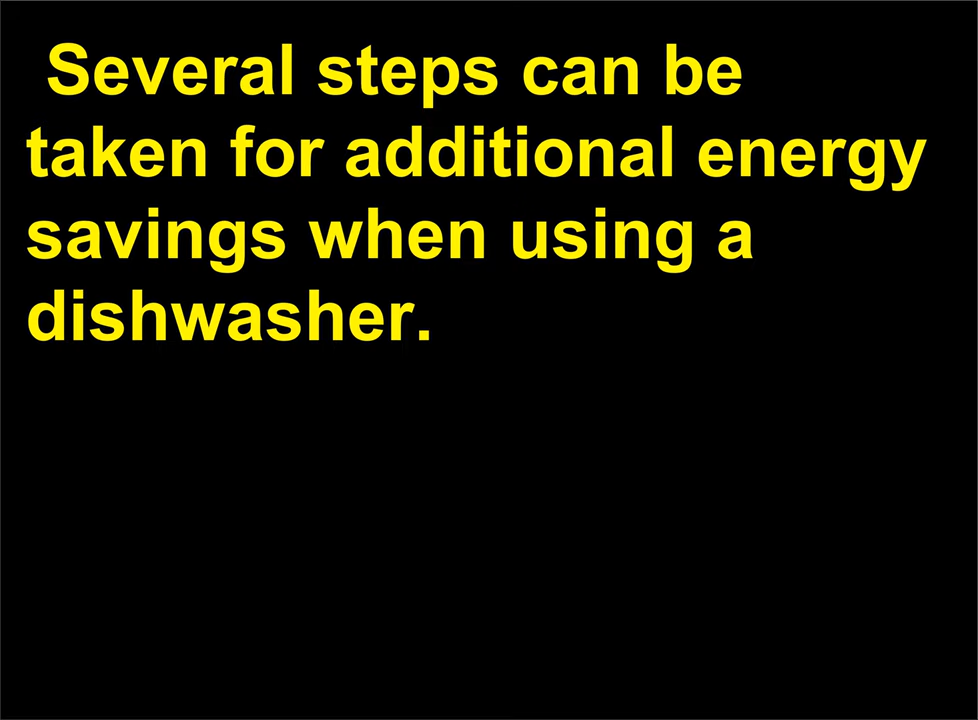 Several steps can be
taken for additional energy
savings when using a
dishwasher.